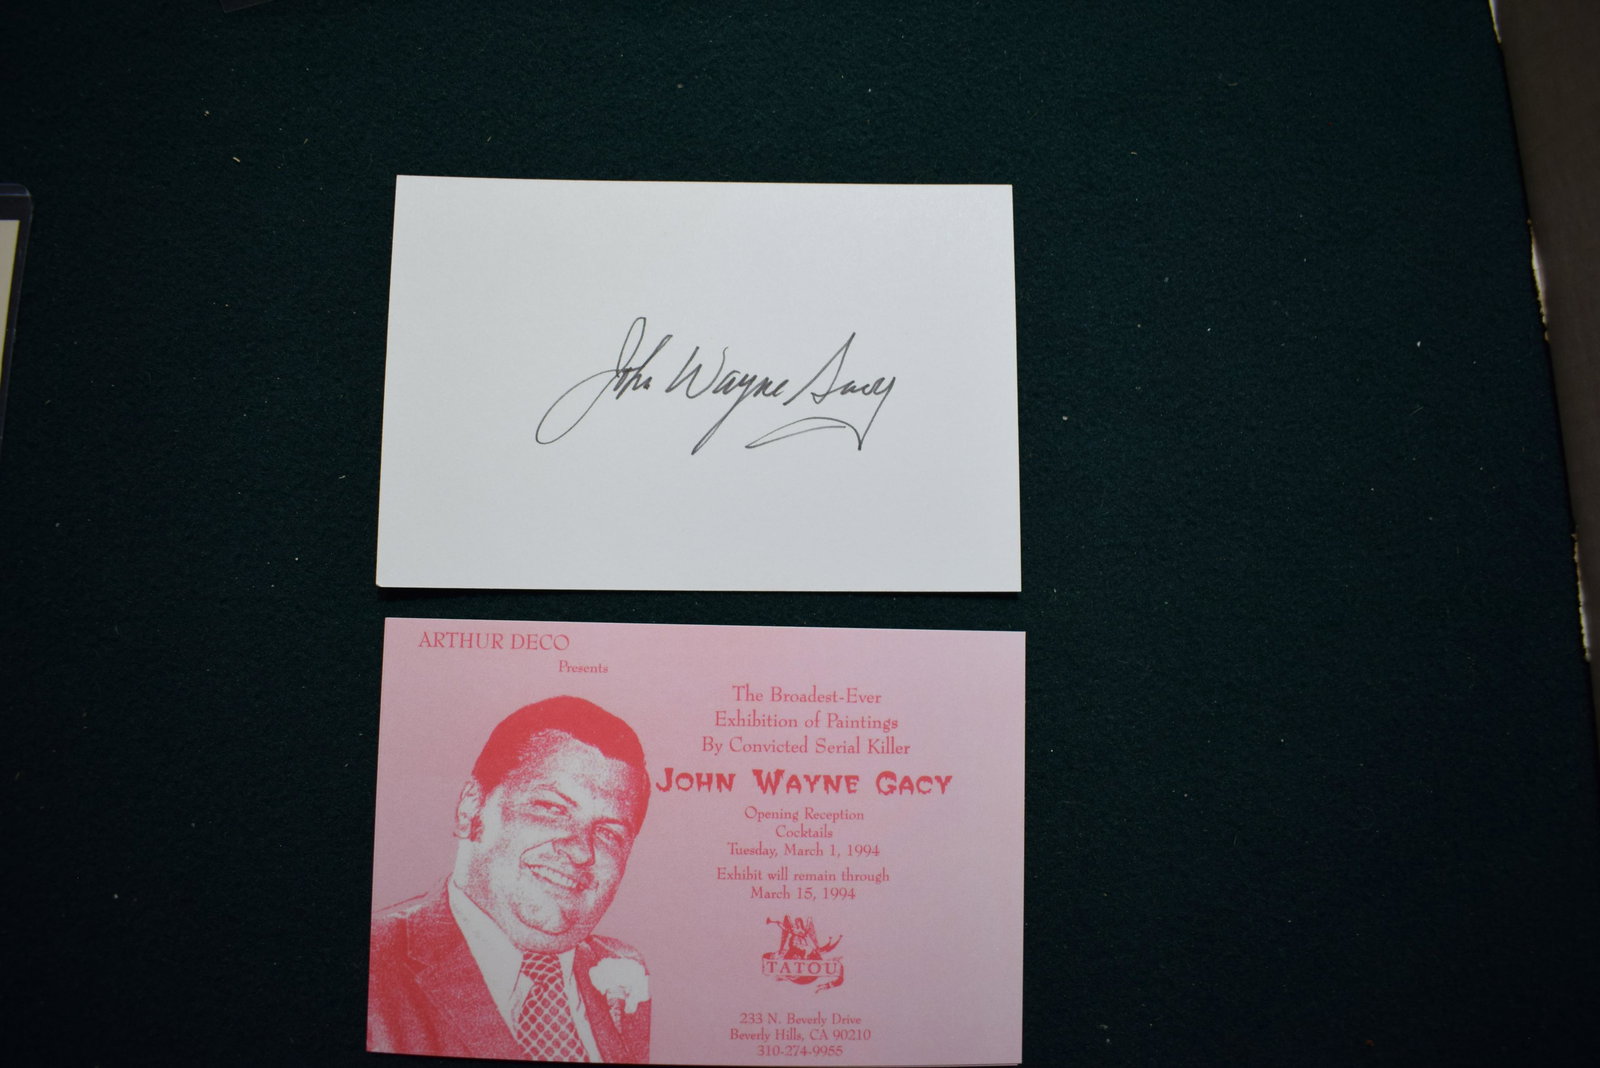 John Wayne Gacy
ARTHUR DECO
Presents
The Broadest-Ever
Exhibition of Paintings
By Convicted Serial Killer
JOHN WAYNE GACY
Opening Reception
Cocktails
Tuesday, March 1, 1994
Exhibit will remain through
March 15, 1994
TATOU
233 N. Beverly Drive
Beverly Hills, CA 90210
310-274-9955